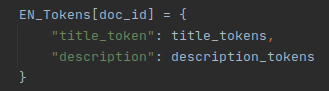 EN_Tokens[doc_id] = {
    "title_token": title_tokens,
    "description": description_tokens
}